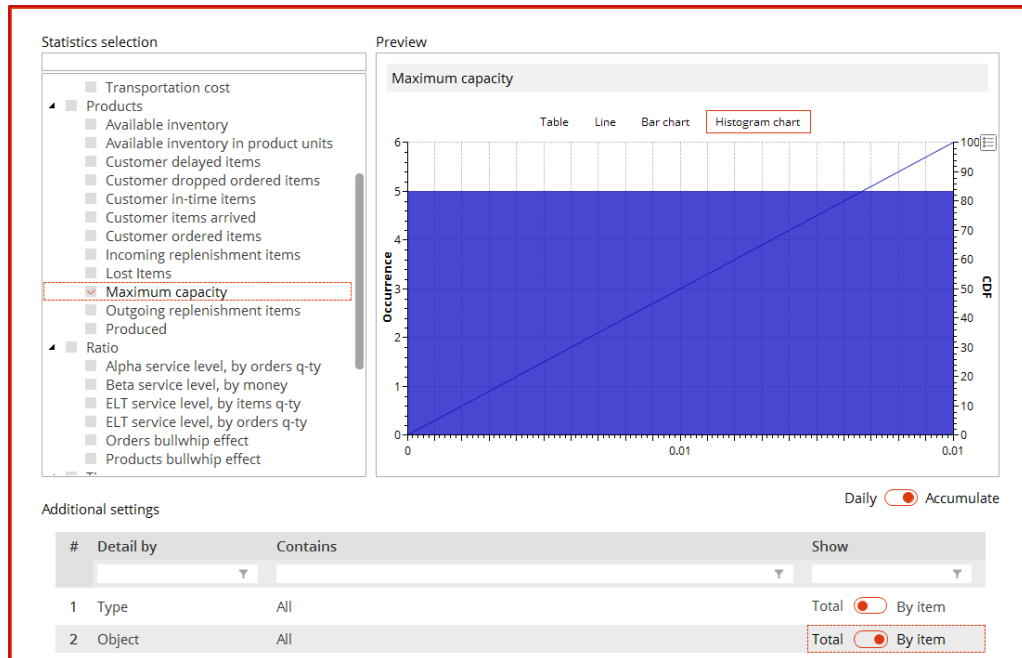 Statistics selection
Transportation cost
Products
Available inventory
Available inventory in product units
Customer delayed items
Customer dropped ordered items
Customer in-time items
Customer items arrived
Customer ordered items
Incoming replenishment items
Lost Items
Maximum capacity
Outgoing replenishment items
Produced
Ratio
Alpha service level, by orders q-ty
Beta service level, by money
ELT service level, by items q-ty
ELT service level, by orders q-ty
Orders bullwhip effect
Products bullwhip effect
Preview
Maximum capacity
Table Line Bar chart Histogram chart
6
5
4
3
2
1
0
Occurrence
100
90
80
70
60
50
40
30
20
10
0
CDF
0 0.01 0.01
Daily Accumulate
Additional settings
# Detail by Contains Show
1 Type All Total By item
2 Object All Total By item